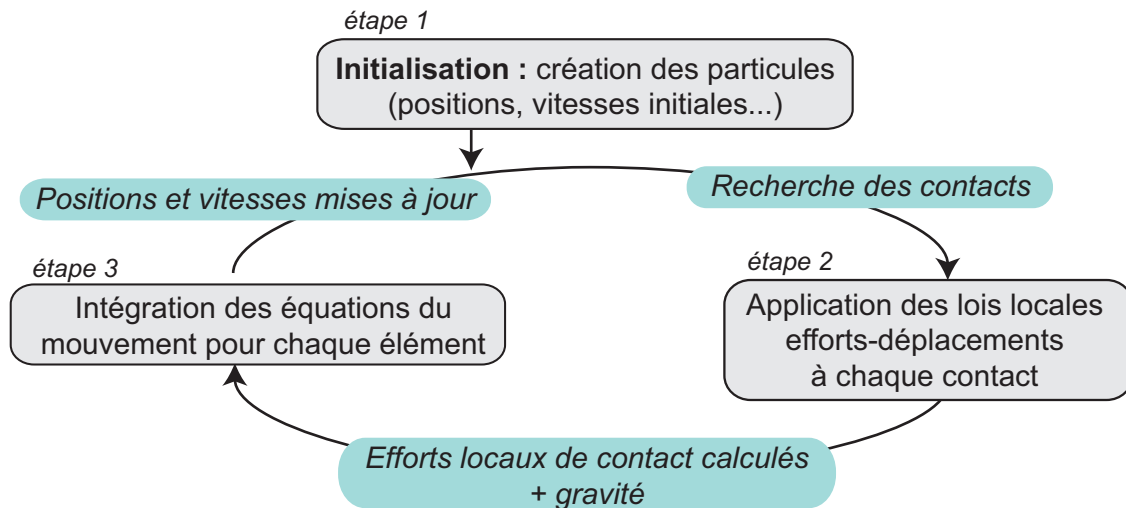 étape 1
Initialisation : création des particules
(positions, vitesses initiales...)
Positions et vitesses mises à jour
Recherche des contacts
étape 3
Intégration des équations du
mouvement pour chaque élément
étape 2
Application des lois locales
efforts-déplacements
à chaque contact
Efforts locaux de contact calculés
+ gravité